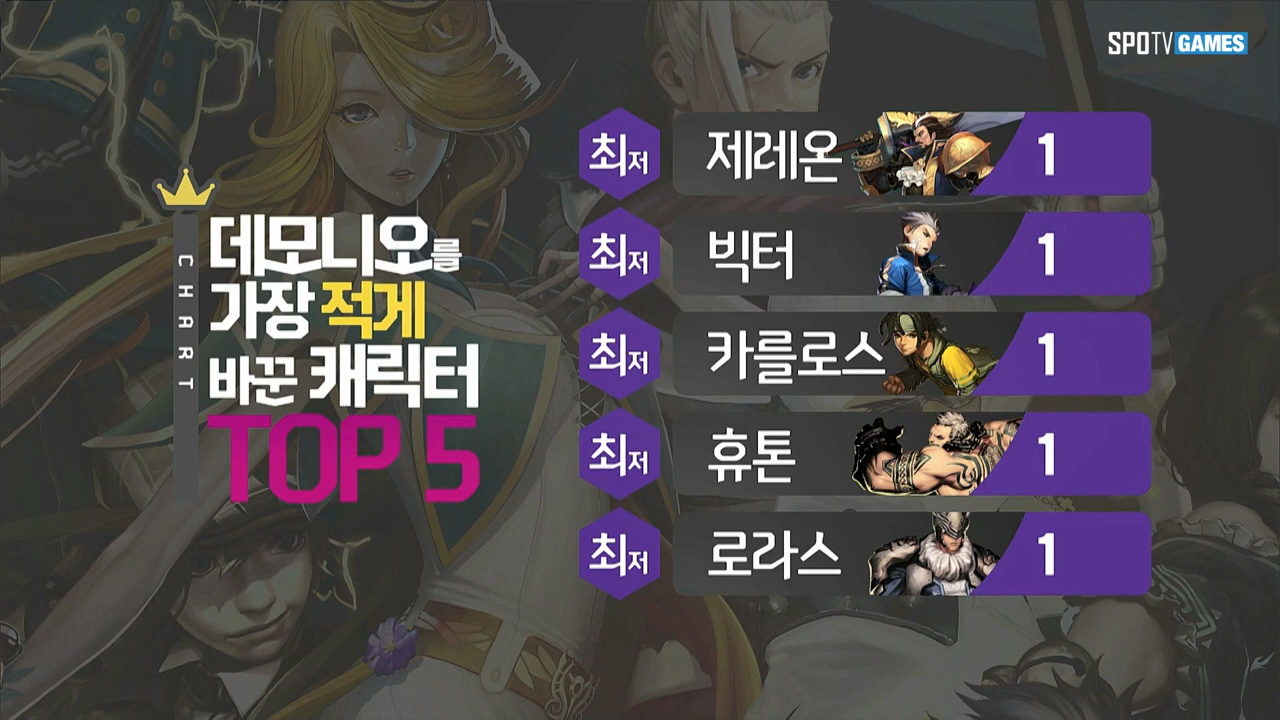 SPOTV GAMES
CHART
데모니오를
가장 적게
바꾼 캐릭터
TOP 5
최저 제레온 1
최저 빅터 1
최저 카를로스 1
최저 휴톤 1
최저 로라스 1